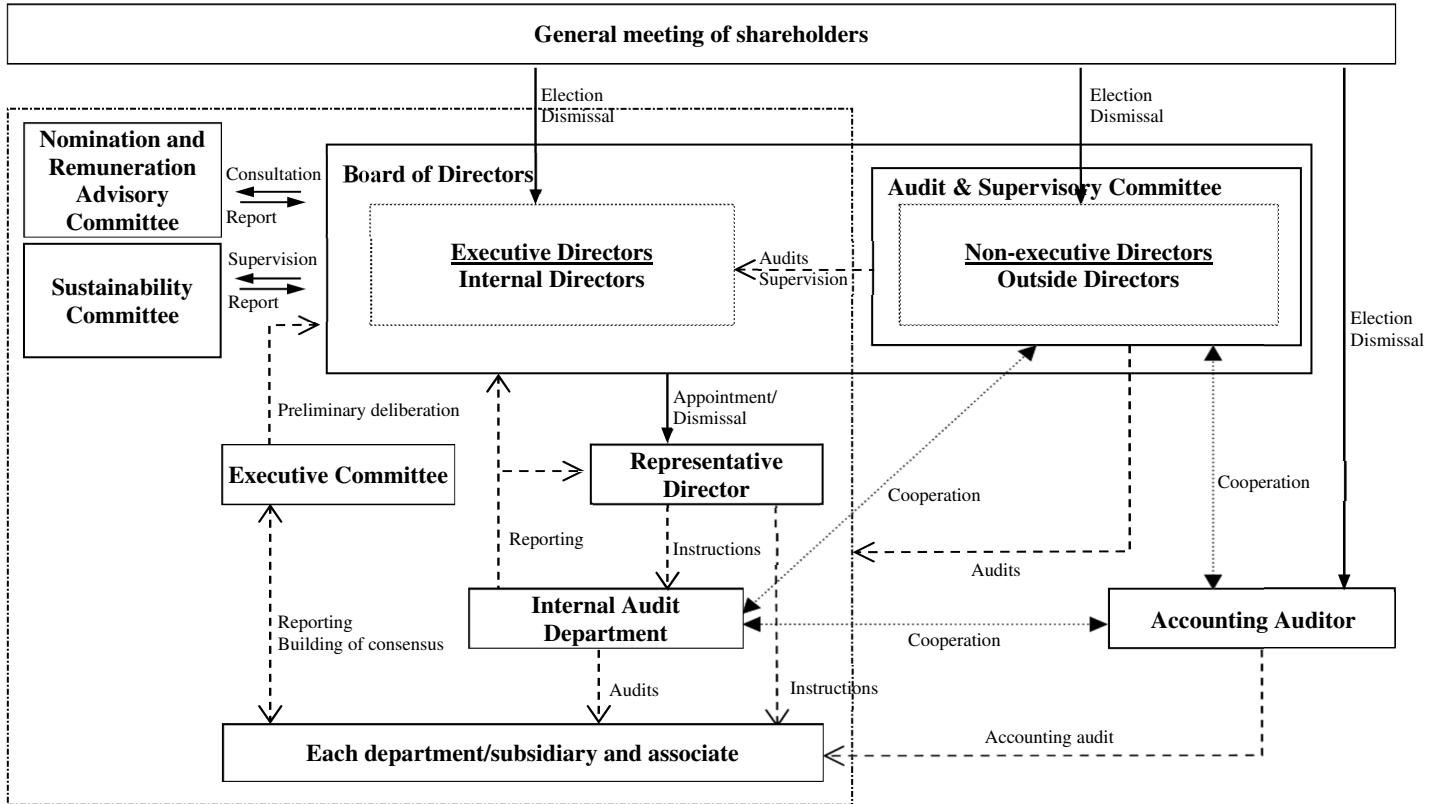 General meeting of shareholders
Election
Dismissal
Election
Dismissal
Nomination and
Remuneration
Advisory
Committee
Consultation
Report
Board of Directors
Audit & Supervisory Committee
Executive Directors
Internal Directors
Audits
Supervision
Non-executive Directors
Outside Directors
Sustainability
Committee
Supervision
Report
Election
Dismissal
Preliminary deliberation
Appointment/
Dismissal
Executive Committee
Representative
Director
Cooperation
Cooperation
Reporting
Instructions
Audits
Internal Audit
Department
Accounting Auditor
Reporting
Building of consensus
Cooperation
Audits
Instructions
Each department/subsidiary and associate
Accounting audit